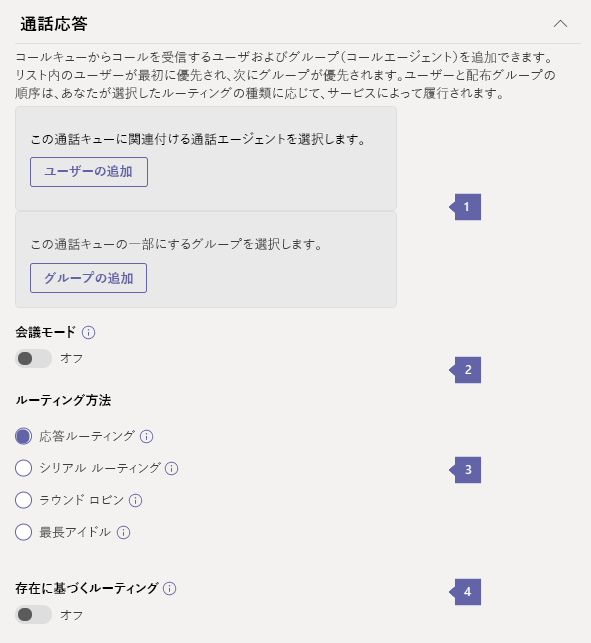 通話応答
コールキューからコールを受信するユーザおよびグループ（コールエージェント）を追加できます。
リスト内のユーザーが最初に優先され、次にグループが優先されます。ユーザーと配布グループの
順序は、あなたが選択したルーティングの種類に応じて、サービスによって履行されます。
この通話キューに関連付ける通話エージェントを選択します。
ユーザーの追加
1
この通話キューの一部にするグループを選択します。
グループの追加
会議モード
オフ
2
ルーティング方法
応答ルーティング
シリアル ルーティング
3
ラウンド ロビン
最長アイドル
存在に基づくルーティング
4
オフ